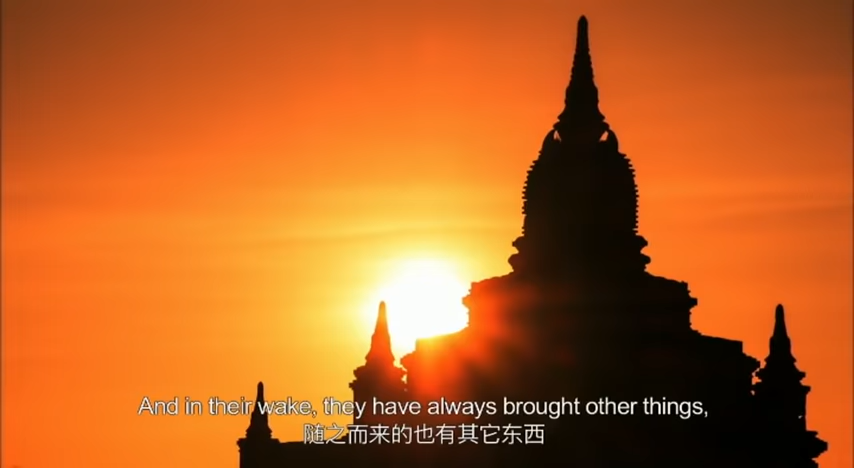 And in their wake, they have always brought other things,
随之而来的也有其它东西